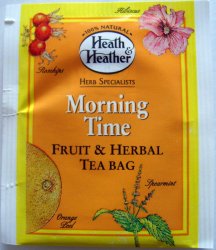 Hibiscus
100% NATURAL
Heath &
Heather
Rosehips
HERB SPECIALISTS
Morning
Time
FRUIT & HERBAL
TEA BAG
Spearmint
Orange
Peel